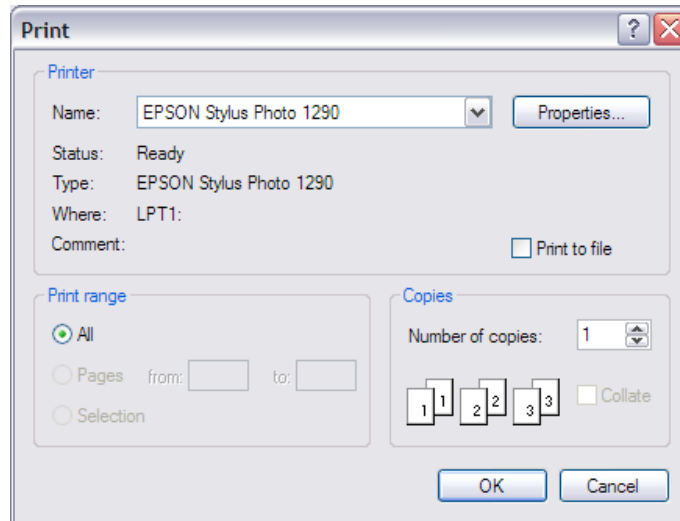 Print
Printer
Name: EPSON Stylus Photo 1290 Properties...
Status: Ready
Type: EPSON Stylus Photo 1290
Where: LPT1:
Comment: Print to file
Print range
All
Pages from: to:
Selection
Copies
Number of copies: 1
1 1 2 2 3 3 Collate
OK Cancel